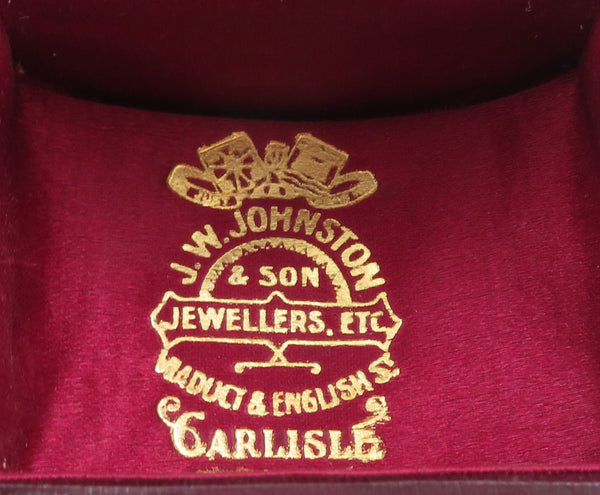 J.W. JOHNSTON
& SON
JEWELLERS. ETC
VIADUCT & ENGLISH ST.
CARLISLE